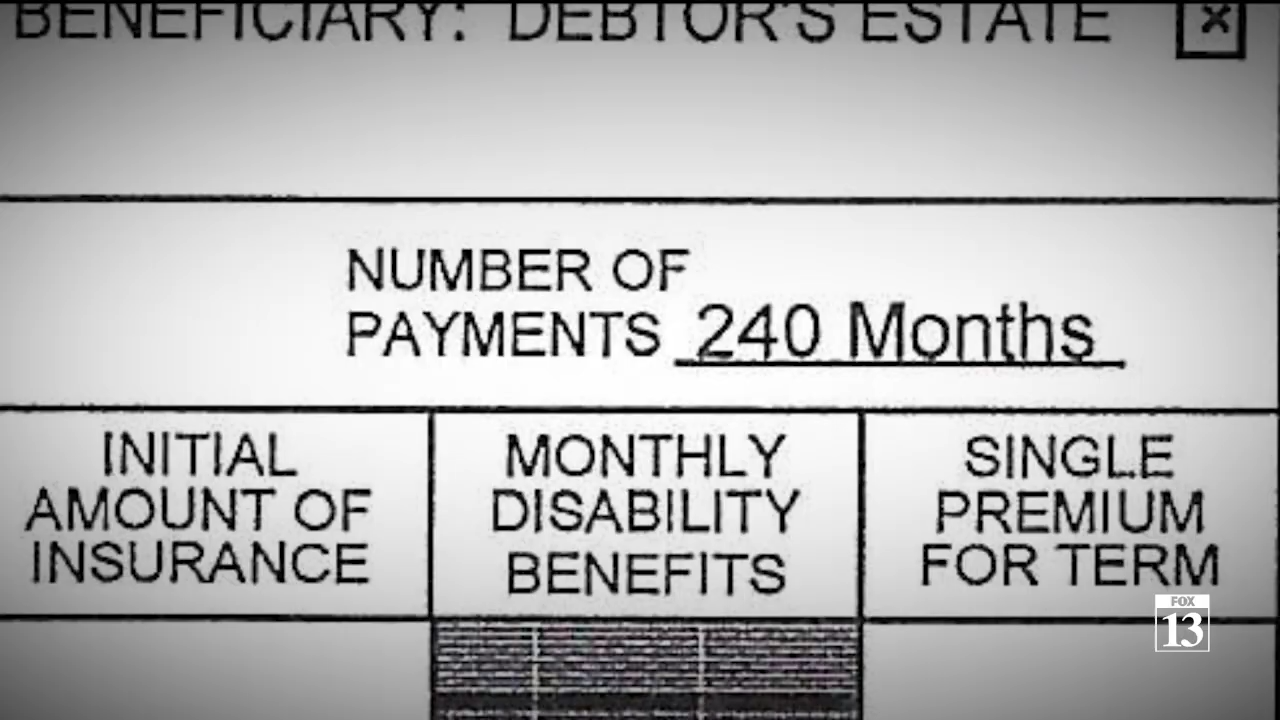 BENEFICIARY: DEBTOR'S ESTATE
NUMBER OF
PAYMENTS 240 Months
INITIAL
AMOUNT OF
INSURANCE
MONTHLY
DISABILITY
BENEFITS
SINGLE
PREMIUM
FOR TERM
FOX
13